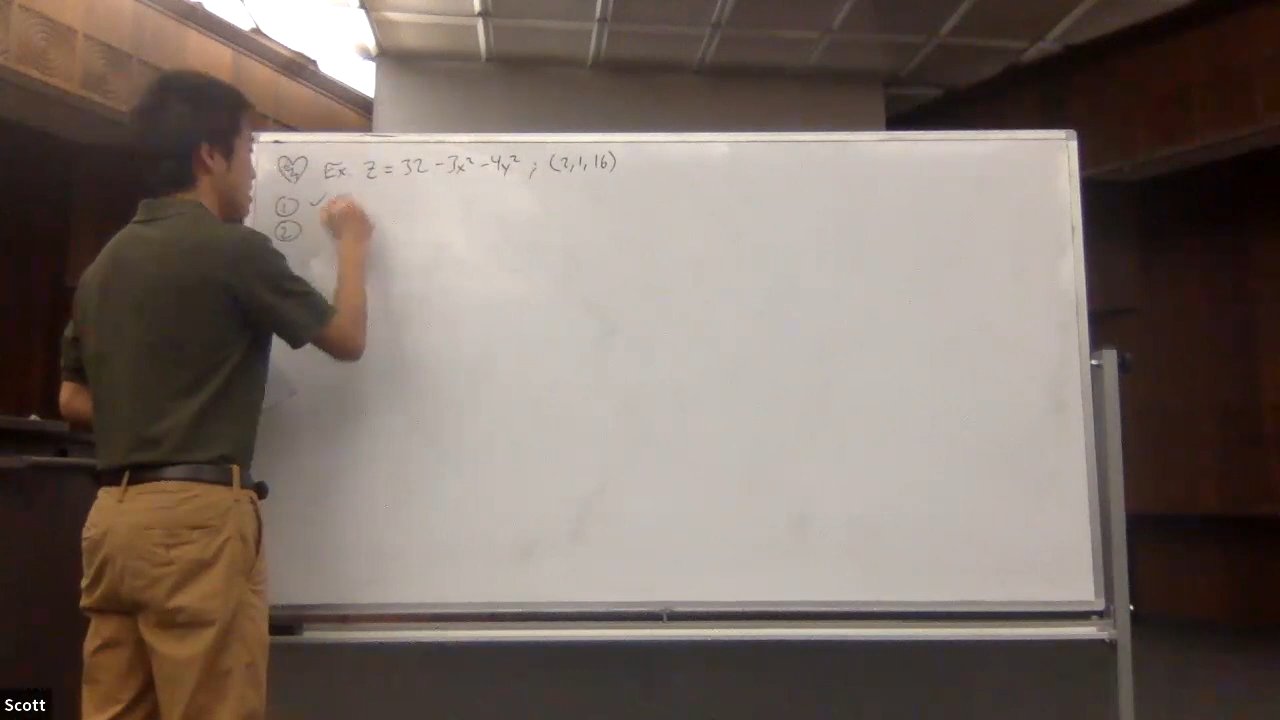 Ex. z = 32 - 3x² - 4y² ; (2,1,16)
① ✓
②
Scott